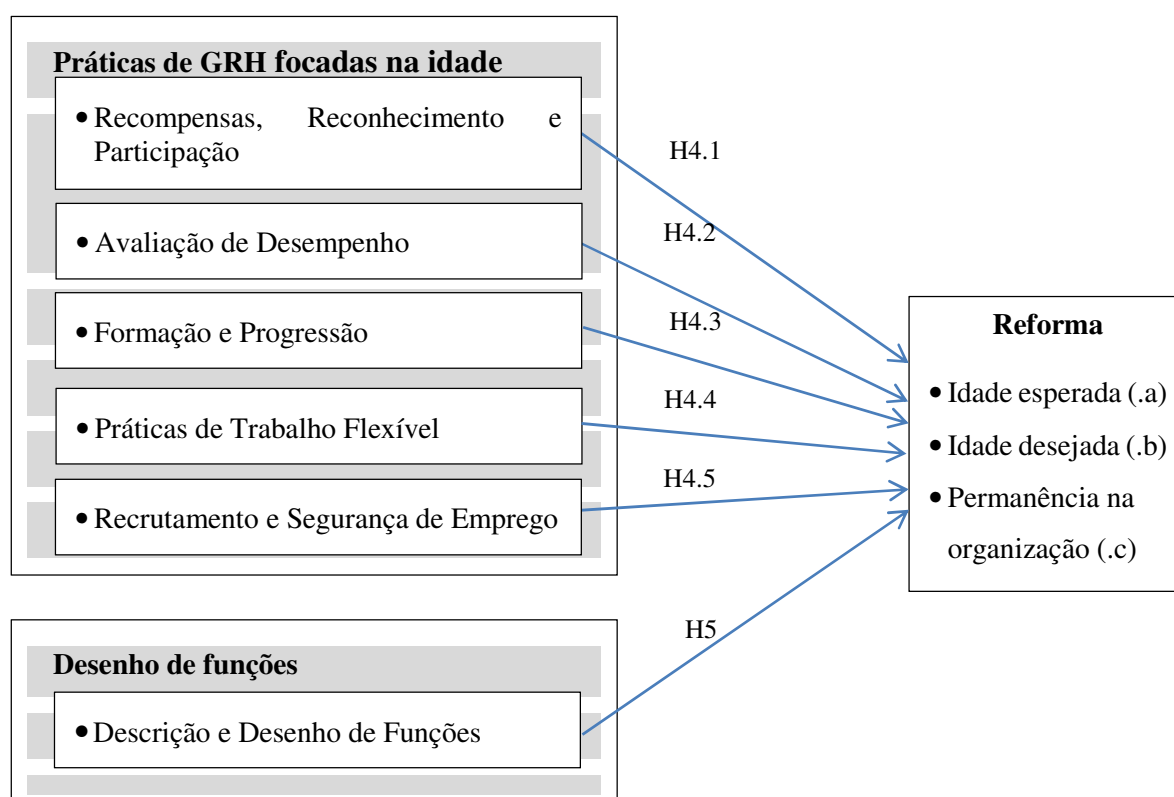 Práticas de GRH focadas na idade
• Recompensas, Reconhecimento e
Participação
• Avaliação de Desempenho
• Formação e Progressão
• Práticas de Trabalho Flexível
• Recrutamento e Segurança de Emprego
H4.1
H4.2
H4.3
H4.4
H4.5
H5
Reforma
• Idade esperada (.a)
• Idade desejada (.b)
• Permanência na
organização (.c)
Desenho de funções
• Descrição e Desenho de Funções